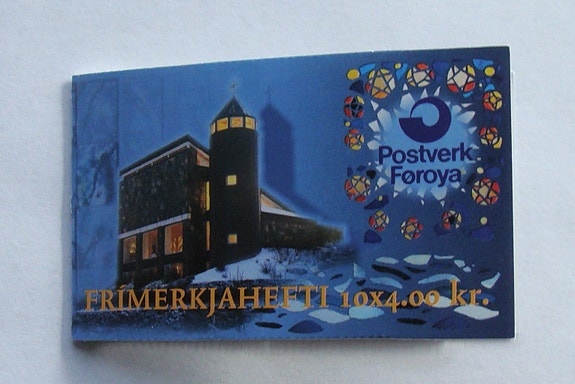 Postverk
Føroya
FRÍMERKJAHEFTI 10x4.00 kr.